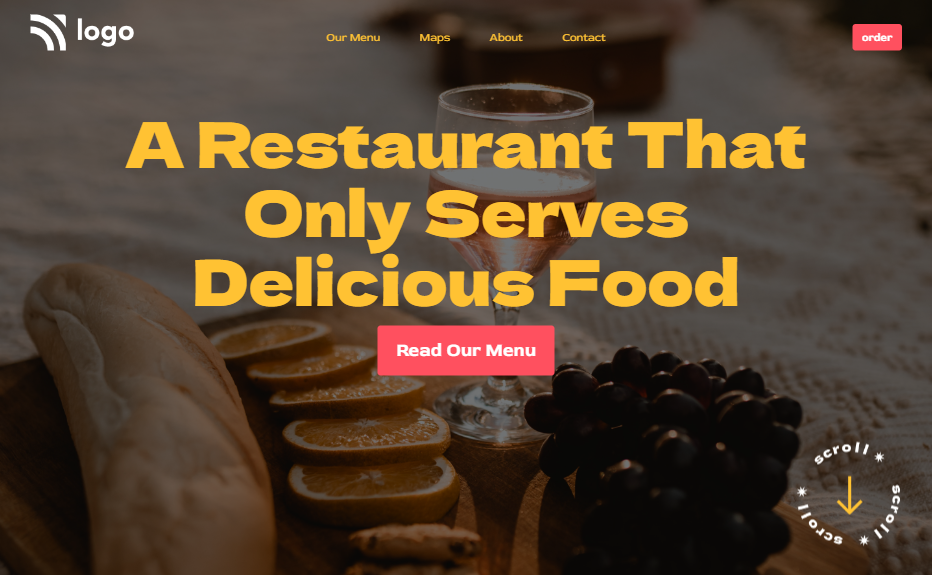 logo
Our Menu Maps About Contact
order
A Restaurant That
Only Serves
Delicious Food
Read Our Menu
scroll ✷ scroll ✷ scroll ✷ scroll